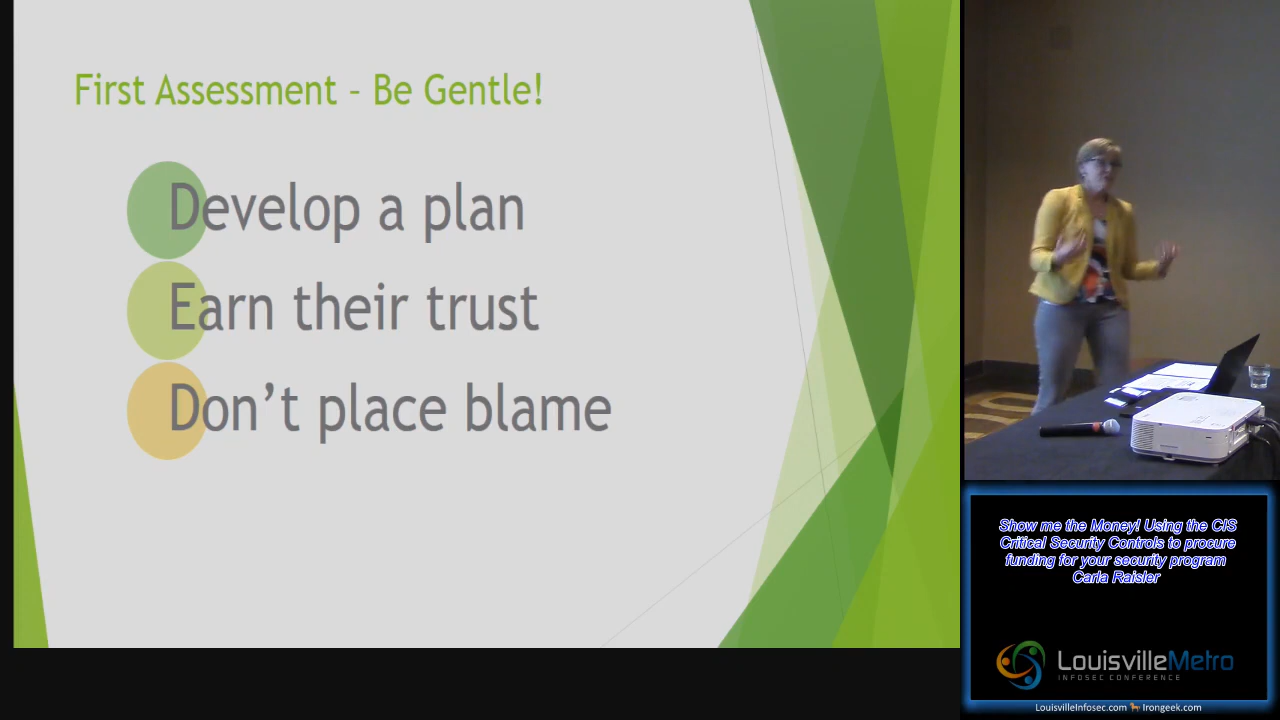 First Assessment – Be Gentle!
Develop a plan
Earn their trust
Don’t place blame
Show me the Money! Using the CIS
Critical Security Controls to procure
funding for your security program
Carla Raisler
LouisvilleMetro
INFOSEC CONFERENCE
LouisvilleInfosec.com Irongeek.com